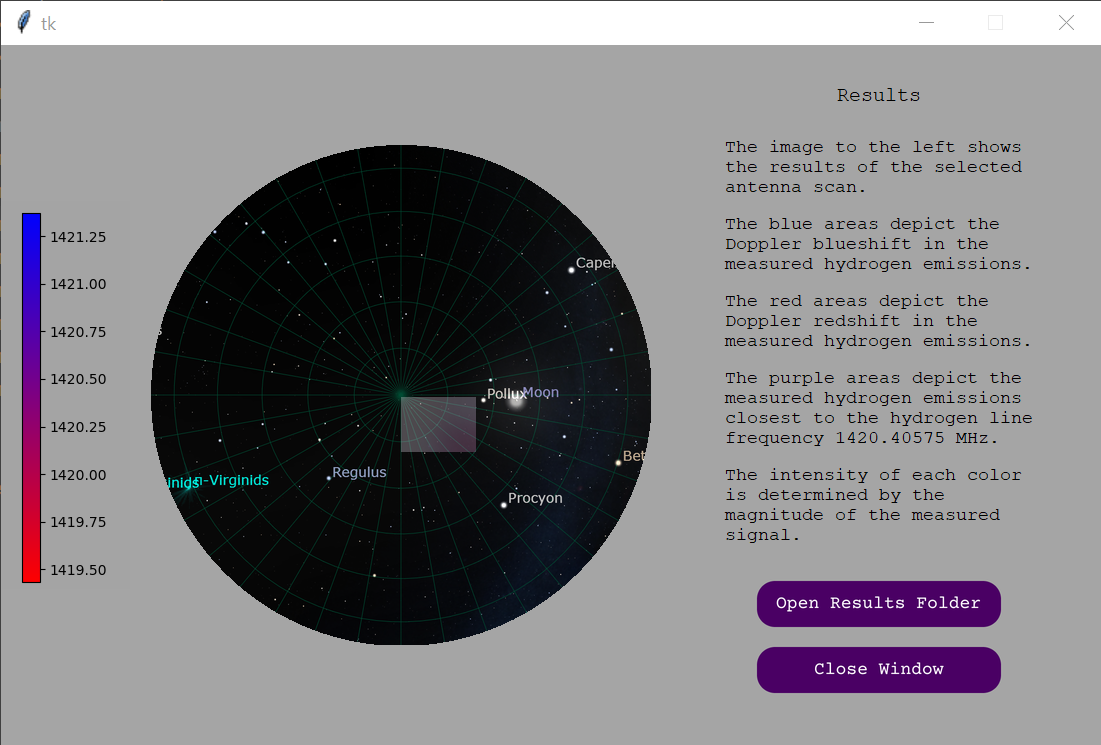 tk
Results
The image to the left shows
the results of the selected
antenna scan.
The blue areas depict the
Doppler blueshift in the
measured hydrogen emissions.
The red areas depict the
Doppler redshift in the
measured hydrogen emissions.
The purple areas depict the
measured hydrogen emissions
closest to the hydrogen line
frequency 1420.40575 MHz.
The intensity of each color
is determined by the
magnitude of the measured
signal.
Open Results Folder
Close Window
1421.25
1421.00
1420.75
1420.50
1420.25
1420.00
1419.75
1419.50
Capel
Pollux
Moon
Bet
Regulus
Procyon
inids
η-Virginids